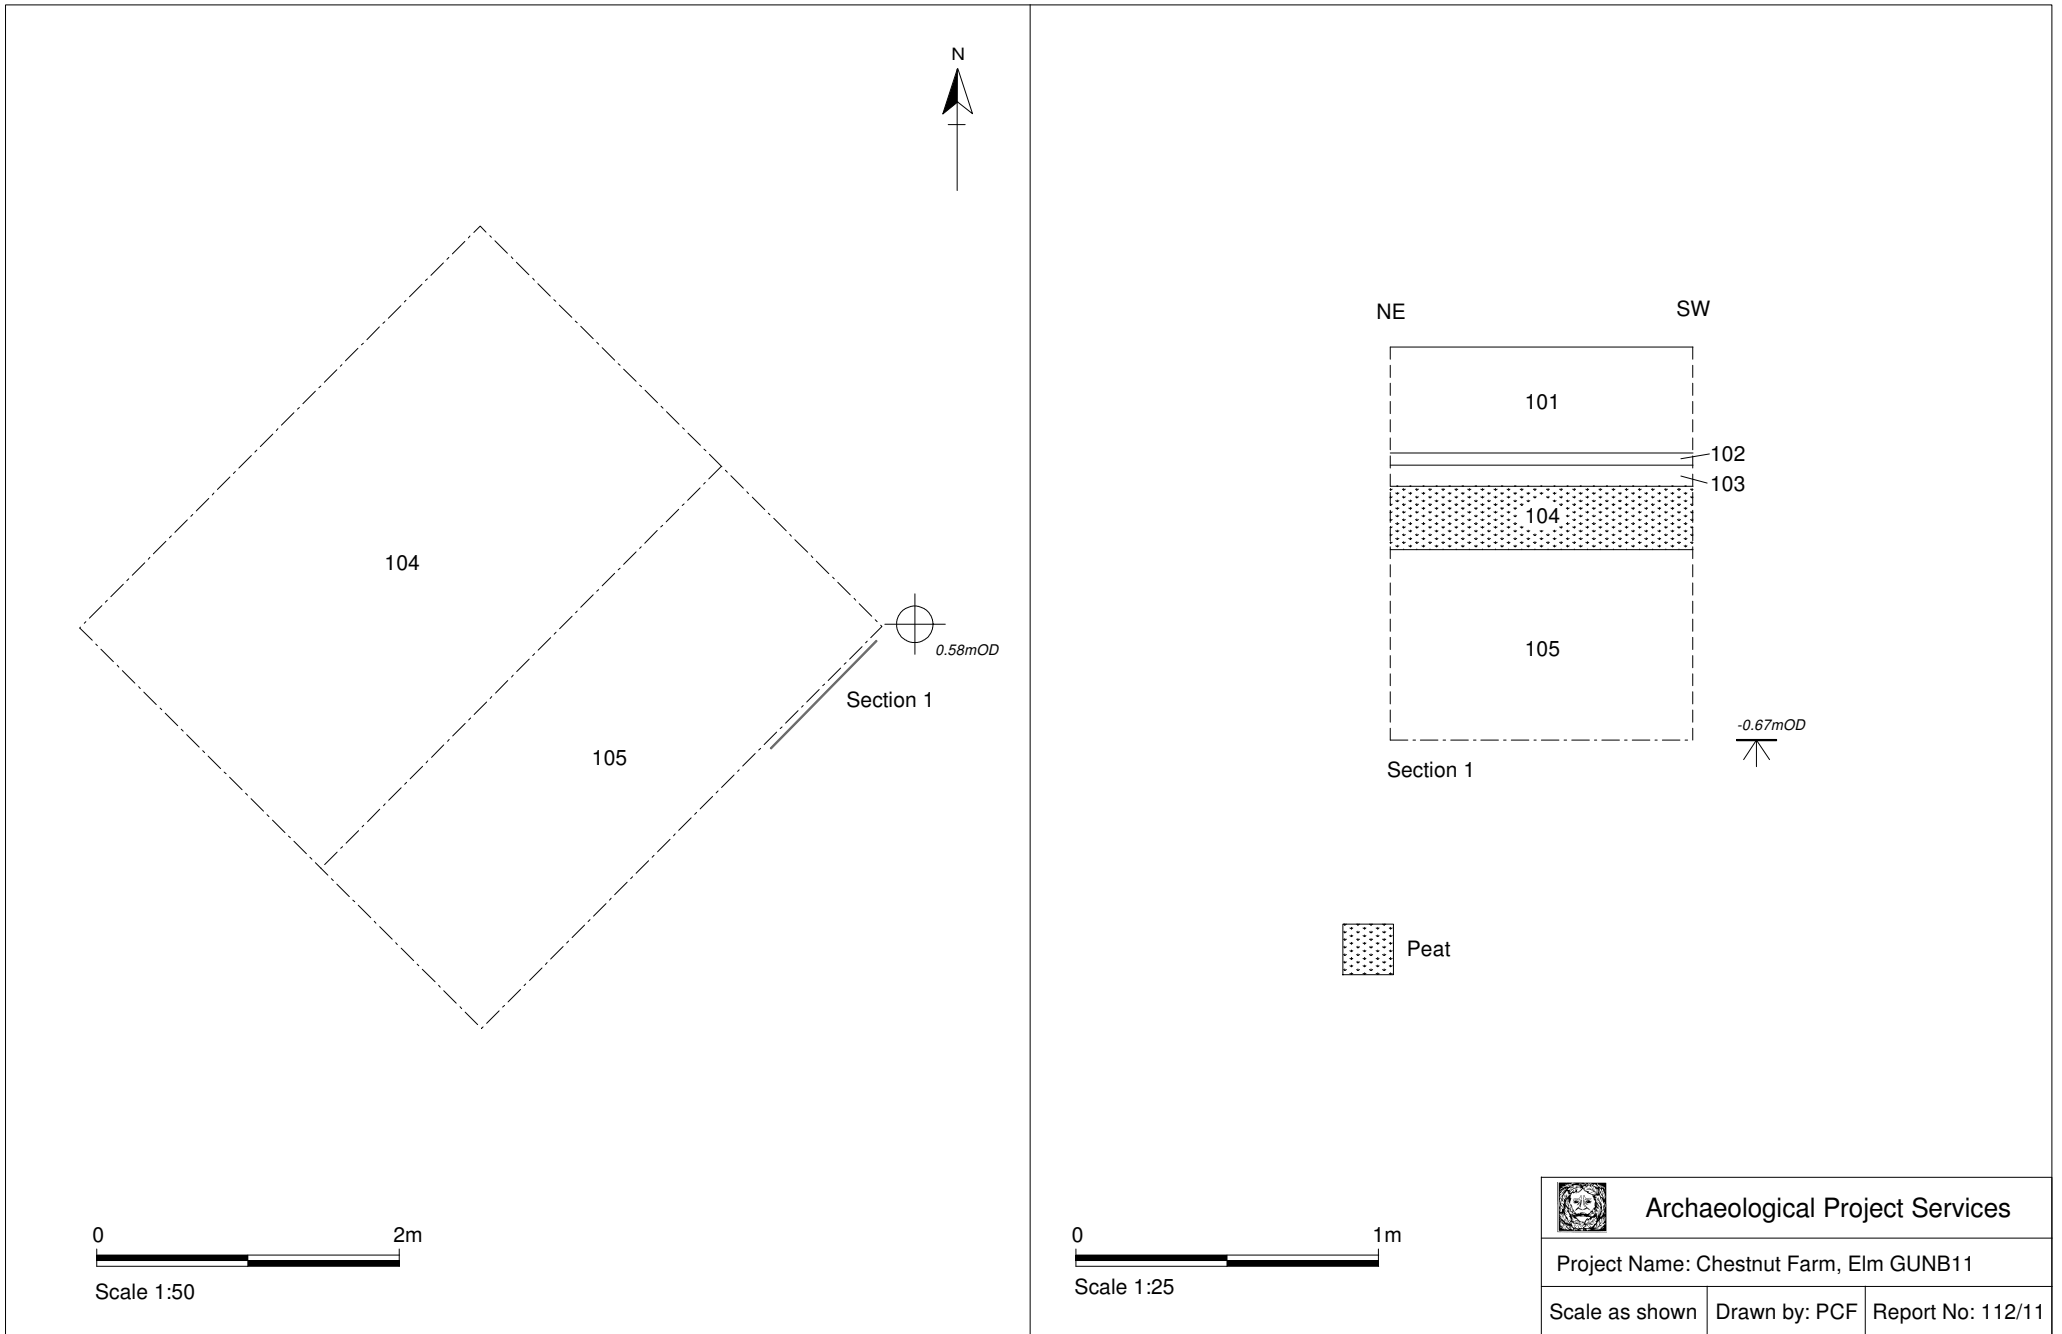 N
104
0.58mOD
Section 1
105
0 2m
Scale 1:50
NE SW
101
102
103
104
105
-0.67mOD
Section 1
Peat
0 1m
Scale 1:25
Archaeological Project Services
Project Name: Chestnut Farm, Elm GUNB11
Scale as shown Drawn by: PCF Report No: 112/11